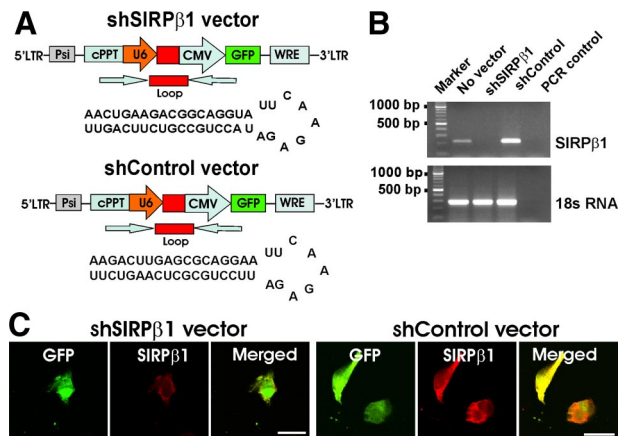 A
shSIRPβ1 vector
5'LTR Psi cPPT U6 CMV GFP WRE 3'LTR
Loop
AACUGAAGACGGCAGGUA UU C A A G A GA
UUGACUUCUGCCGUCCA U
shControl vector
5'LTR Psi cPPT U6 CMV GFP WRE 3'LTR
Loop
AAGACUUGAGCGCAGGAA UU C A A G A GA
UUCUGAACUCGCGUCCUU
B
Marker No vector shSIRPβ1 shControl PCR control
1000 bp
500 bp
SIRPβ1
1000 bp
500 bp
18s RNA
C
shSIRPβ1 vector shControl vector
GFP SIRPβ1 Merged GFP SIRPβ1 Merged